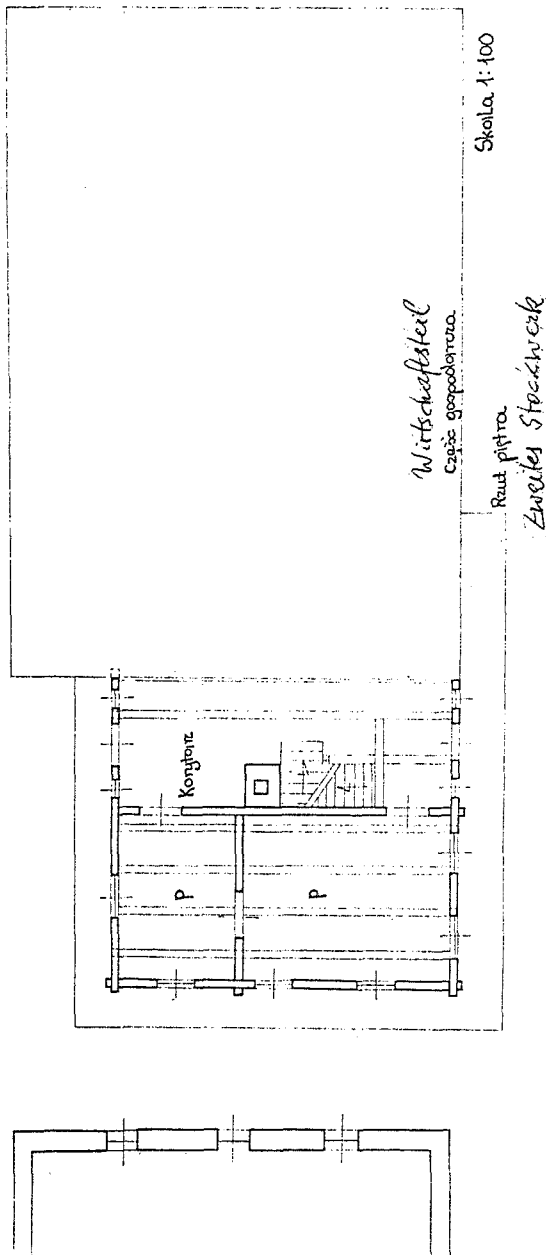 Skala 1:100
Wirtschaftsteil
Część gospodarcza
Rzut piętra
Zweites Stockwerk
Korytarz
P
P